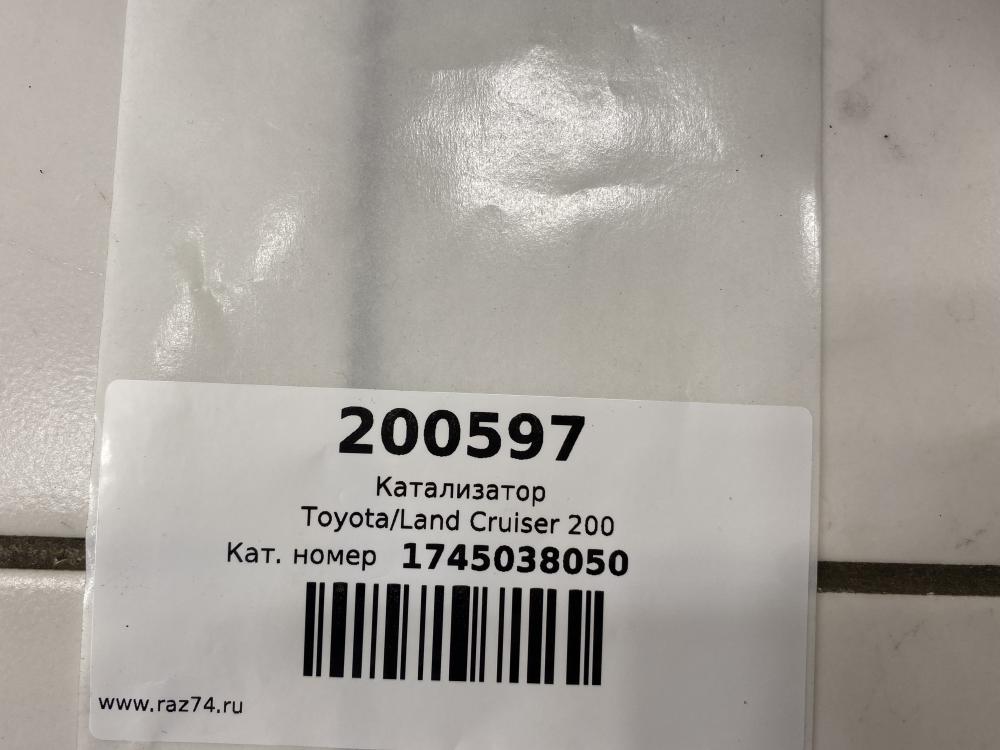 200597
Катализатор
Toyota/Land Cruiser 200
Кат. номер 1745038050
www.raz74.ru